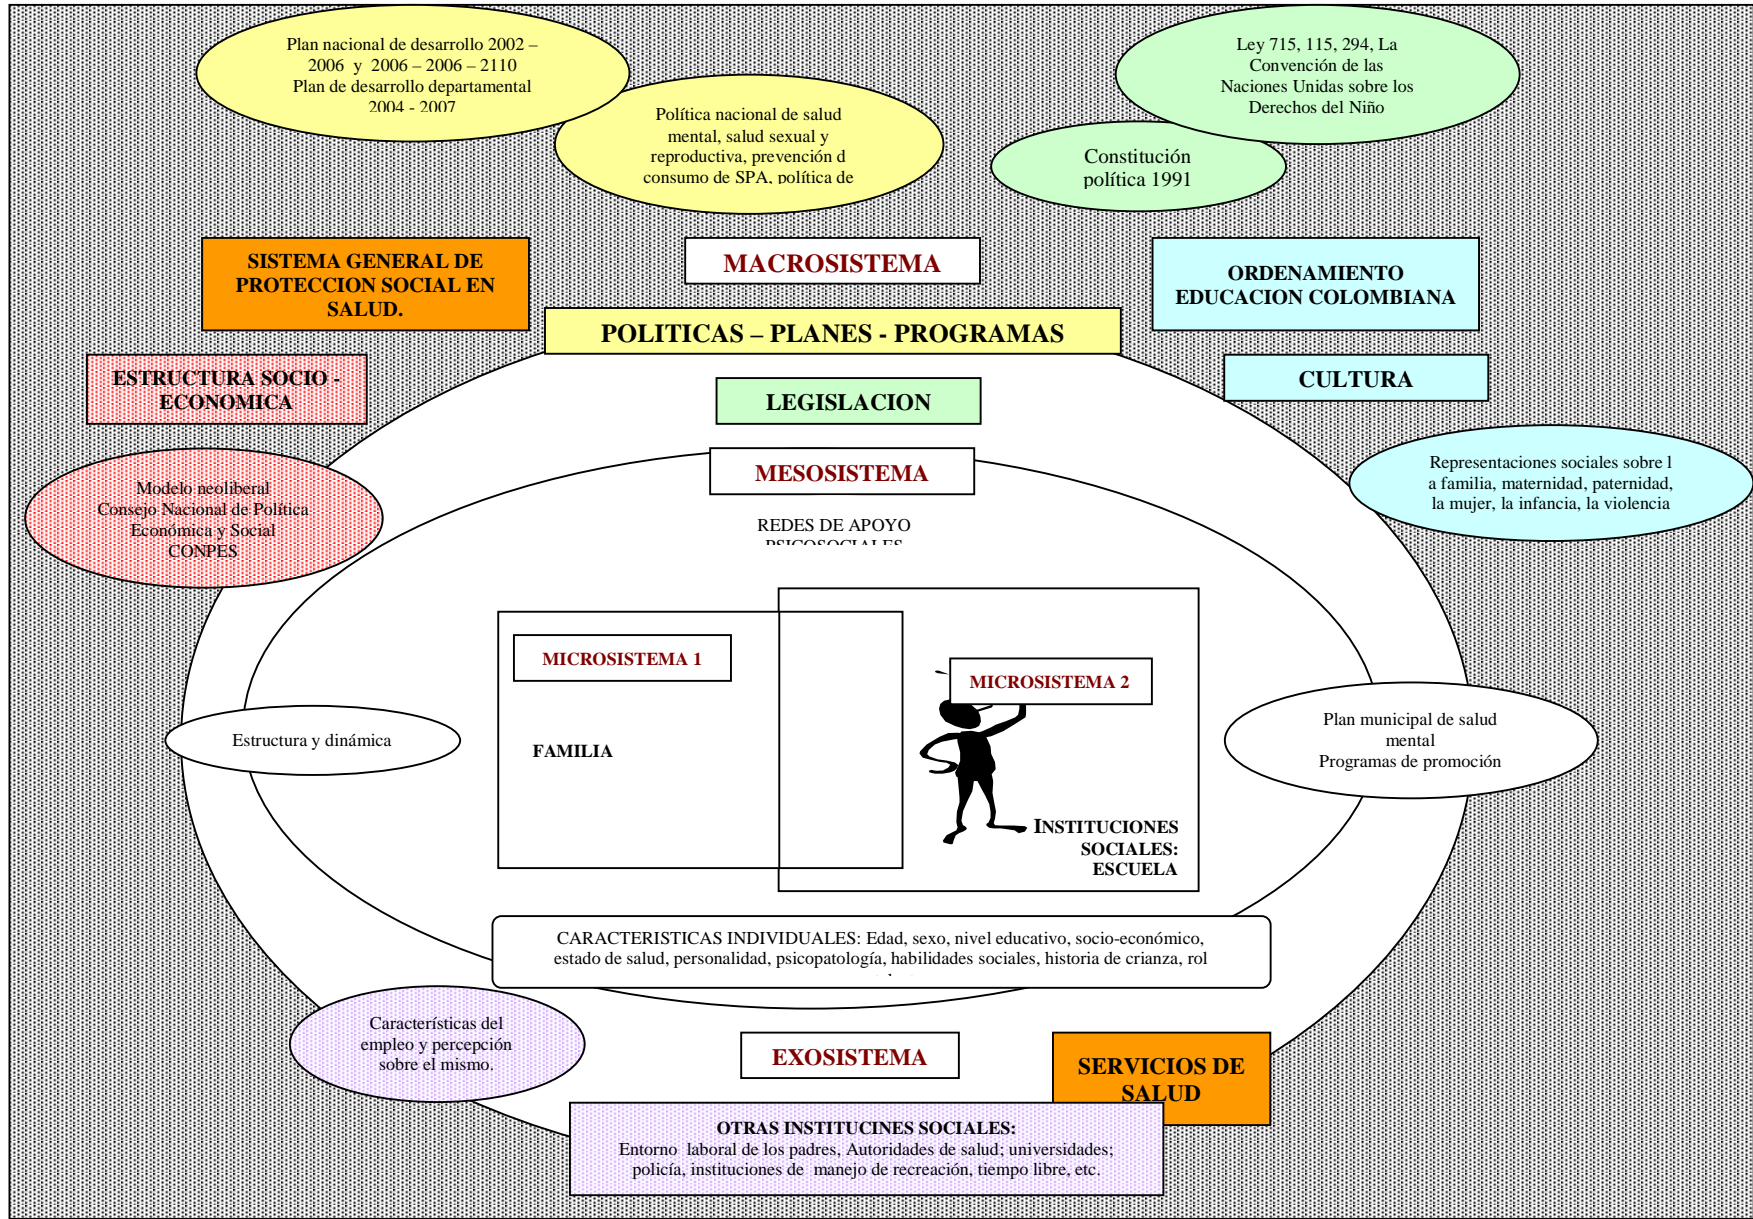 Plan nacional de desarrollo 2002 –
2006 y 2006 – 2006 – 2110
Plan de desarrollo departamental
2004 - 2007
Política nacional de salud
mental, salud sexual y
reproductiva, prevención d
consumo de SPA, política de
Ley 715, 115, 294, La
Convención de las
Naciones Unidas sobre los
Derechos del Niño
Constitución
política 1991
SISTEMA GENERAL DE
PROTECCION SOCIAL EN
SALUD.
MACROSISTEMA
ORDENAMIENTO
EDUCACION COLOMBIANA
POLITICAS – PLANES - PROGRAMAS
ESTRUCTURA SOCIO -
ECONOMICA
LEGISLACION
CULTURA
Modelo neoliberal
Consejo Nacional de Política
Económica y Social
CONPES
MESOSISTEMA
Representaciones sociales sobre l
a familia, maternidad, paternidad,
la mujer, la infancia, la violencia
REDES DE APOYO
PSICOSOCIALES
MICROSISTEMA 1
MICROSISTEMA 2
Estructura y dinámica
FAMILIA
Plan municipal de salud
mental
Programas de promoción
INSTITUCIONES
SOCIALES:
ESCUELA
CARACTERISTICAS INDIVIDUALES: Edad, sexo, nivel educativo, socio-económico,
estado de salud, personalidad, psicopatología, habilidades sociales, historia de crianza, rol
Características del
empleo y percepción
sobre el mismo.
EXOSISTEMA
SERVICIOS DE
SALUD
OTRAS INSTITUCINES SOCIALES:
Entorno laboral de los padres, Autoridades de salud; universidades;
policía, instituciones de manejo de recreación, tiempo libre, etc.